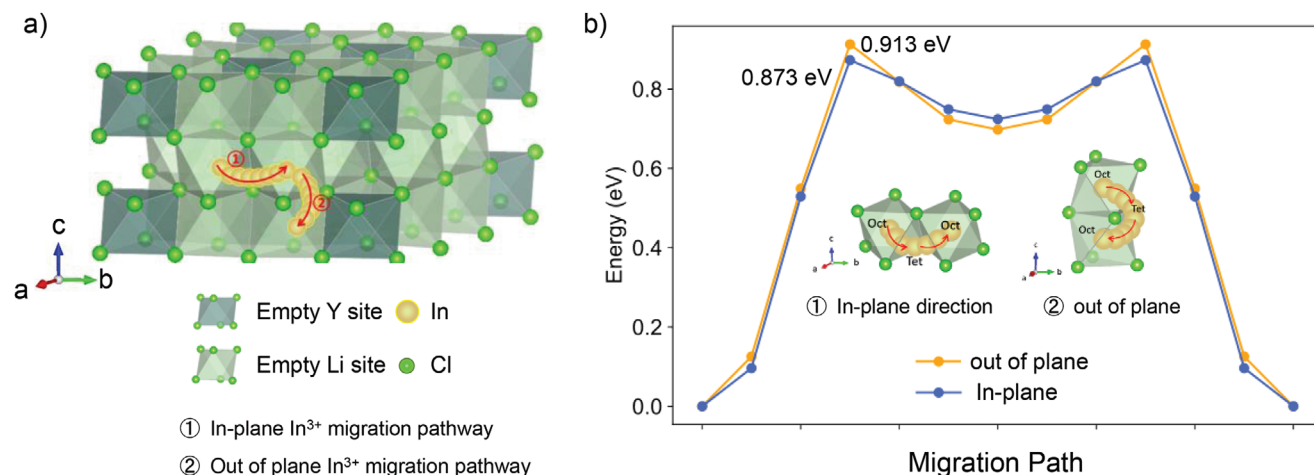 a)
①
②
c
b
a
Empty Y site
In
Empty Li site
Cl
① In-plane In³⁺ migration pathway
② Out of plane In³⁺ migration pathway
b)
0.913 eV
0.873 eV
0.8
0.6
0.4
0.2
0.0
Energy (eV)
Oct
Oct
Tet
c
b
a
① In-plane direction
Oct
Tet
Oct
c
b
a
② out of plane
out of plane
In-plane
Migration Path